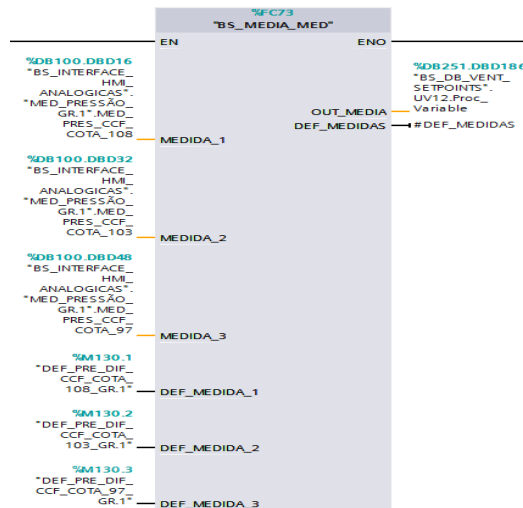 %FC73
"BS_MEDIA_MED"
EN
ENO
%DB100.DBD16
"BS_INTERFACE_
HMI_
ANALOGICAS".
"MED_PRESSÃO_
GR.1".MED_
PRES_CCF_
COTA_108
MEDIDA_1
%DB100.DBD32
"BS_INTERFACE_
HMI_
ANALOGICAS".
"MED_PRESSÃO_
GR.1".MED_
PRES_CCF_
COTA_103
MEDIDA_2
%DB100.DBD48
"BS_INTERFACE_
HMI_
ANALOGICAS".
"MED_PRESSÃO_
GR.1".MED_
PRES_CCF_
COTA_97
MEDIDA_3
%M130.1
"DEF_PRE_DIF_
CCF_COTA_
108_GR.1"
DEF_MEDIDA_1
%M130.2
"DEF_PRE_DIF_
CCF_COTA_
103_GR.1"
DEF_MEDIDA_2
%M130.3
"DEF_PRE_DIF_
CCF_COTA_97_
GR.1"
DEF_MEDIDA_3
%DB251.DBD186
"BS_DB_VENT_
SETPOINTS".
UV12.Proc_
Variable
OUT_MEDIA
DEF_MEDIDAS
#DEF_MEDIDAS